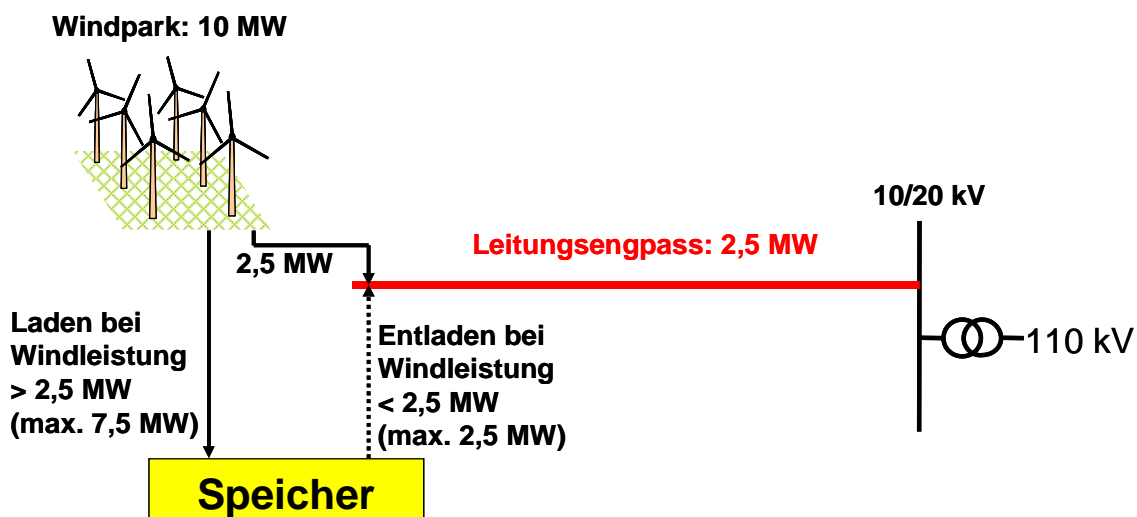 Windpark: 10 MW
10/20 kV
Leitungsengpass: 2,5 MW
2,5 MW
Laden bei
Windleistung
> 2,5 MW
(max. 7,5 MW)
Entladen bei
Windleistung
< 2,5 MW
(max. 2,5 MW)
110 kV
Speicher